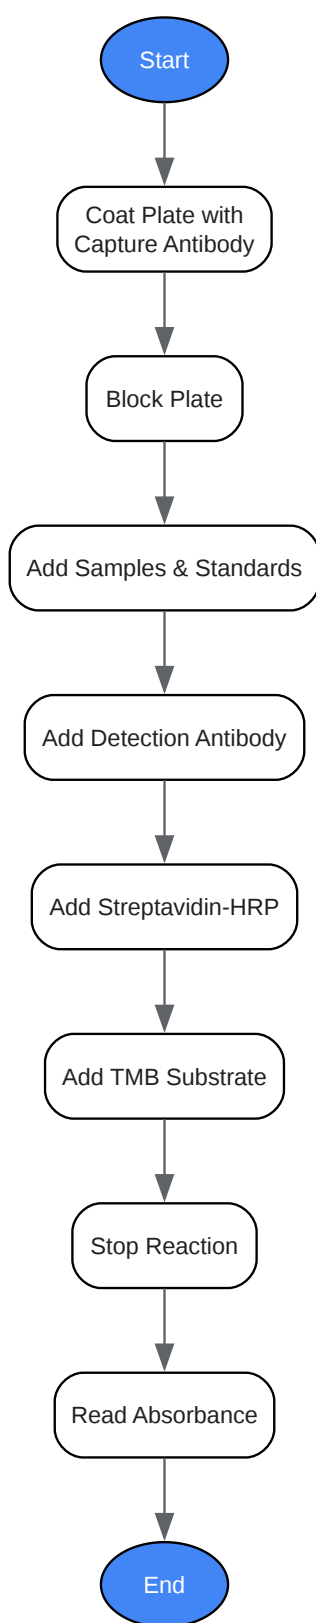 Start
Coat Plate with
Capture Antibody
Block Plate
Add Samples & Standards
Add Detection Antibody
Add Streptavidin-HRP
Add TMB Substrate
Stop Reaction
Read Absorbance
End